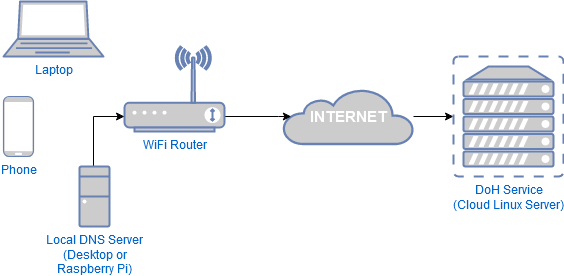 Laptop
Phone
WiFi Router
INTERNET
Local DNS Server
(Desktop or
Raspberry Pi)
DoH Service
(Cloud Linux Server)